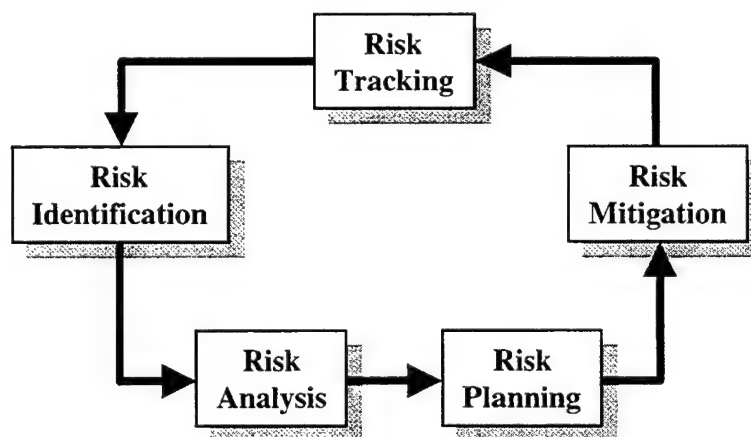 Risk
Tracking
Risk
Identification
Risk
Mitigation
Risk
Analysis
Risk
Planning